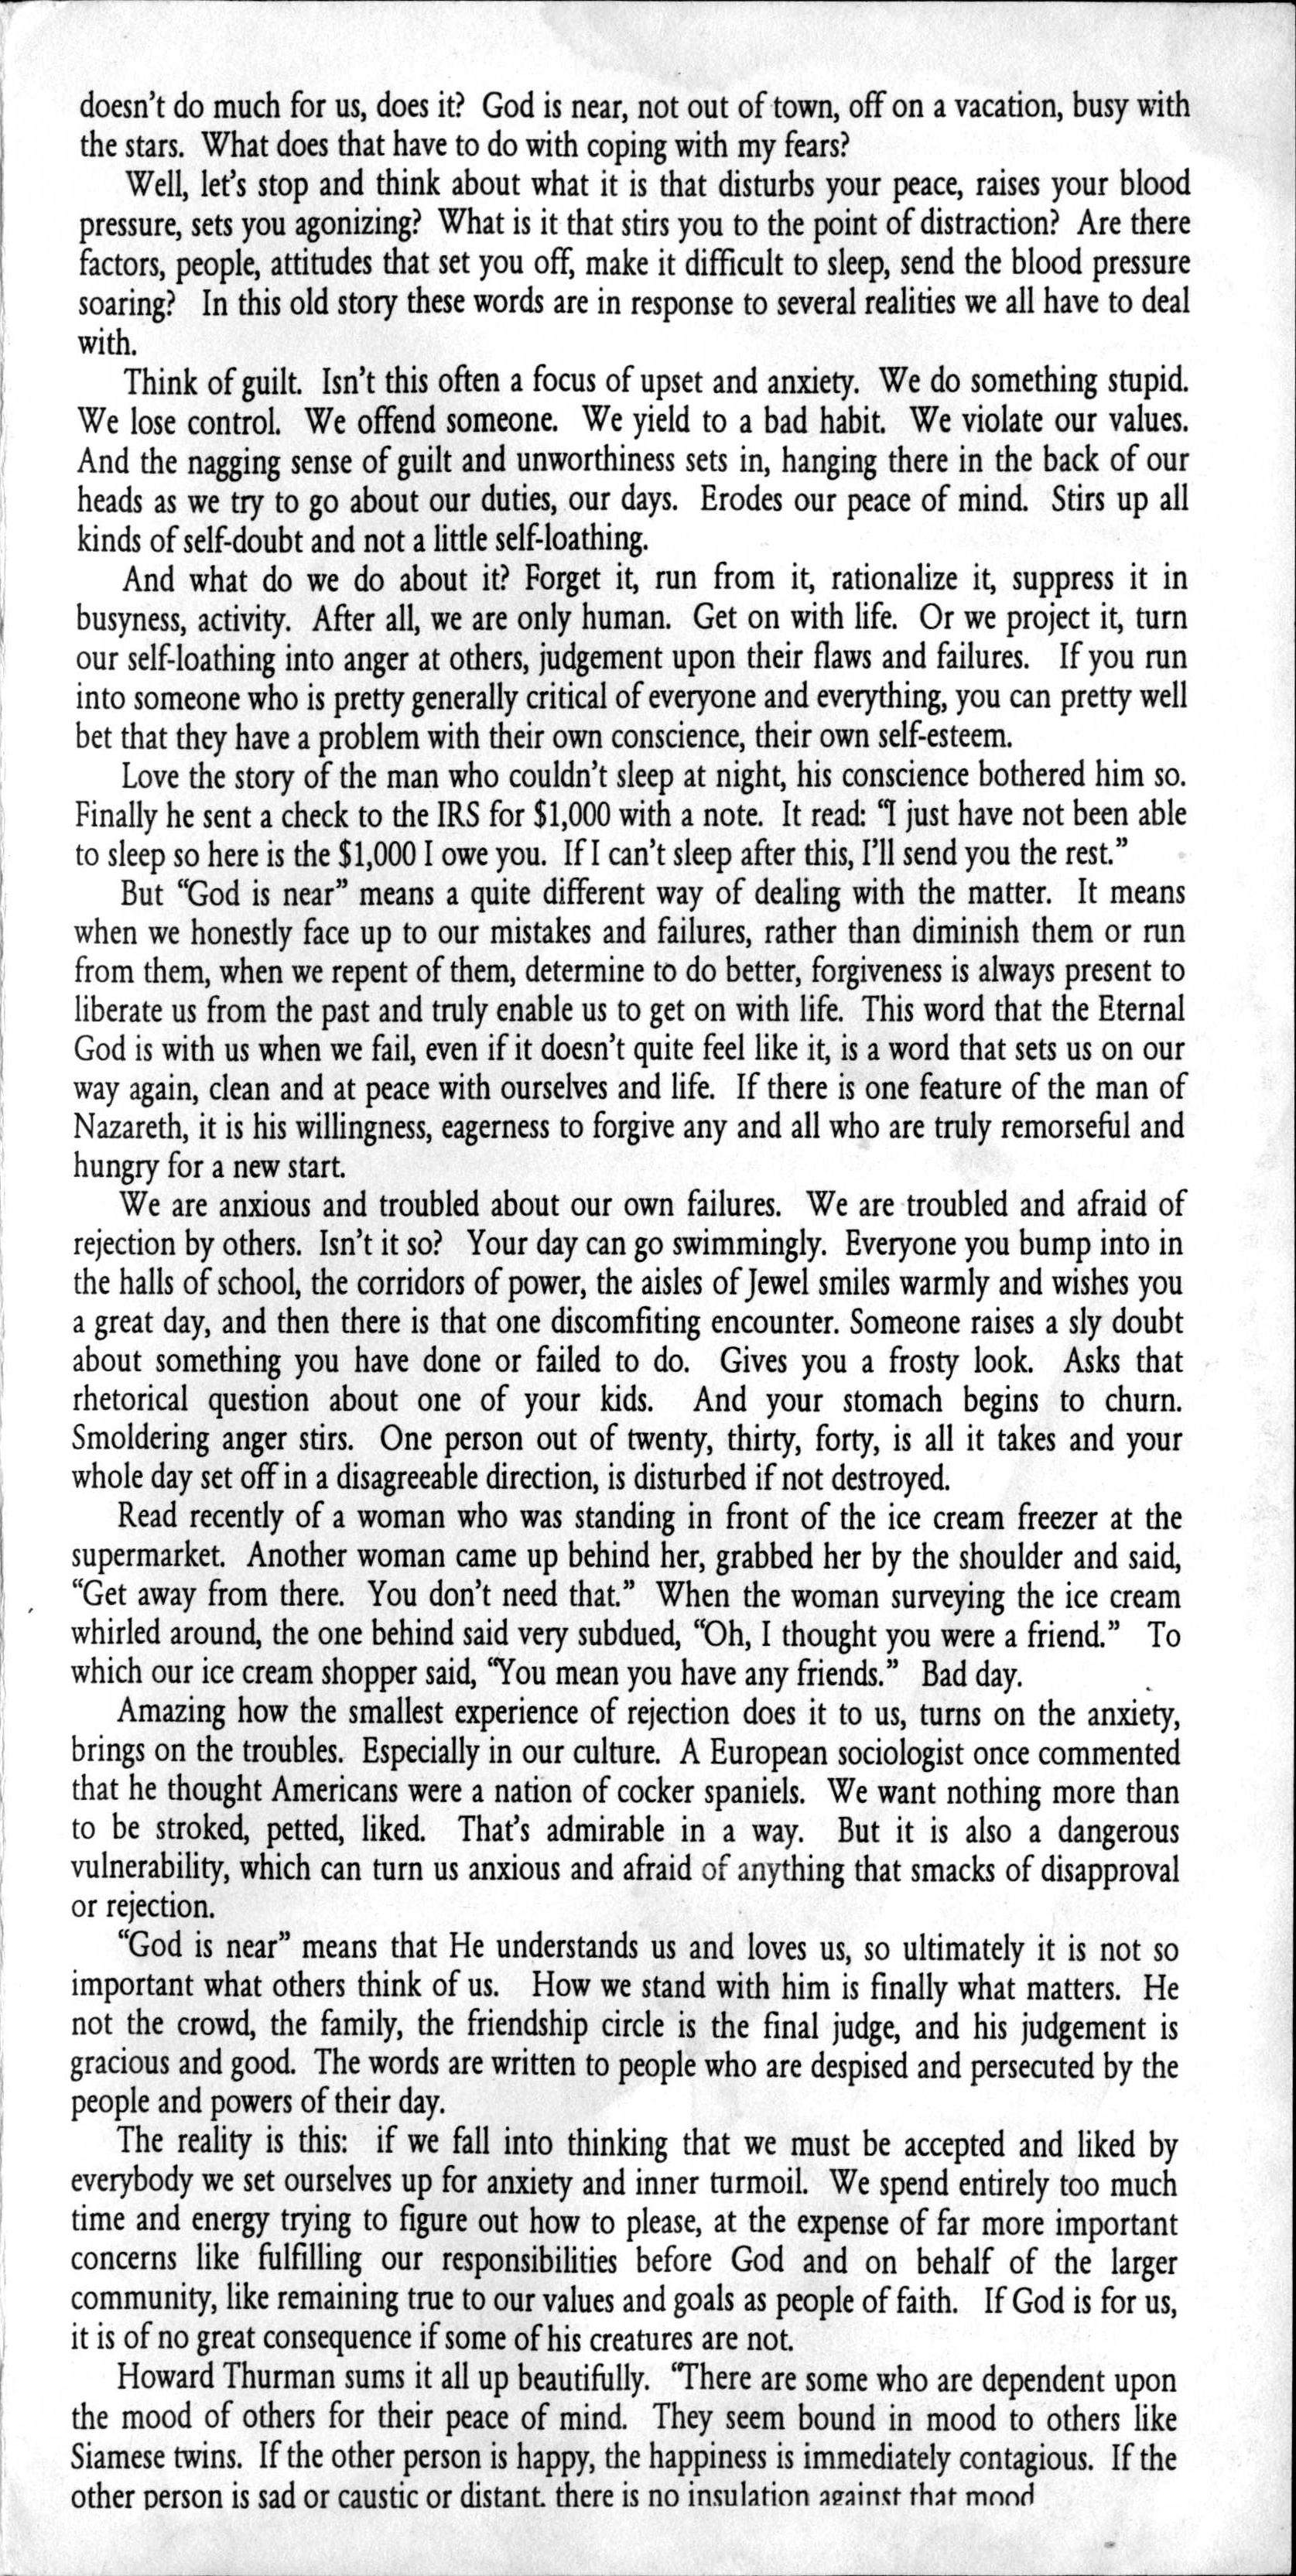 doesn't do much for us, does it? God is near, not out of town, off on a vacation, busy with
the stars. What does that have to do with coping with my fears?
Well, let's stop and think about what it is that disturbs your peace, raises your blood
pressure, sets you agonizing? What is it that stirs you to the point of distraction? Are there
factors, people, attitudes that set you off, make it difficult to sleep, send the blood pressure
soaring? In this old story these words are in response to several realities we all have to deal
with.
Think of guilt. Isn't this often a focus of upset and anxiety. We do something stupid.
We lose control. We offend someone. We yield to a bad habit. We violate our values.
And the nagging sense of guilt and unworthiness sets in, hanging there in the back of our
heads as we try to go about our duties, our days. Erodes our peace of mind. Stirs up all
kinds of self-doubt and not a little self-loathing.
And what do we do about it? Forget it, run from it, rationalize it, suppress it in
busyness, activity. After all, we are only human. Get on with life. Or we project it, turn
our self-loathing into anger at others, judgement upon their flaws and failures. If you run
into someone who is pretty generally critical of everyone and everything, you can pretty well
bet that they have a problem with their own conscience, their own self-esteem.
Love the story of the man who couldn't sleep at night, his conscience bothered him so.
Finally he sent a check to the IRS for $1,000 with a note. It read: "I just have not been able
to sleep so here is the $1,000 I owe you. If I can't sleep after this, I'll send you the rest."
But "God is near" means a quite different way of dealing with the matter. It means
when we honestly face up to our mistakes and failures, rather than diminish them or run
from them, when we repent of them, determine to do better, forgiveness is always present to
liberate us from the past and truly enable us to get on with life. This word that the Eternal
God is with us when we fail, even if it doesn't quite feel like it, is a word that sets us on our
way again, clean and at peace with ourselves and life. If there is one feature of the man of
Nazareth, it is his willingness, eagerness to forgive any and all who are truly remorseful and
hungry for a new start.
We are anxious and troubled about our own failures. We are troubled and afraid of
rejection by others. Isn't it so? Your day can go swimmingly. Everyone you bump into in
the halls of school, the corridors of power, the aisles of Jewel smiles warmly and wishes you
a great day, and then there is that one discomfiting encounter. Someone raises a sly doubt
about something you have done or failed to do. Gives you a frosty look. Asks that
rhetorical question about one of your kids. And your stomach begins to churn.
Smoldering anger stirs. One person out of twenty, thirty, forty, is all it takes and your
whole day set off in a disagreeable direction, is disturbed if not destroyed.
Read recently of a woman who was standing in front of the ice cream freezer at the
supermarket. Another woman came up behind her, grabbed her by the shoulder and said,
"Get away from there. You don't need that." When the woman surveying the ice cream
whirled around, the one behind said very subdued, "Oh, I thought you were a friend." To
which our ice cream shopper said, "You mean you have any friends." Bad day.
Amazing how the smallest experience of rejection does it to us, turns on the anxiety,
brings on the troubles. Especially in our culture. A European sociologist once commented
that he thought Americans were a nation of cocker spaniels. We want nothing more than
to be stroked, petted, liked. That's admirable in a way. But it is also a dangerous
vulnerability, which can turn us anxious and afraid of anything that smacks of disapproval
or rejection.
"God is near" means that He understands us and loves us, so ultimately it is not so
important what others think of us. How we stand with him is finally what matters. He
not the crowd, the family, the friendship circle is the final judge, and his judgement is
gracious and good. The words are written to people who are despised and persecuted by the
people and powers of their day.
The reality is this: if we fall into thinking that we must be accepted and liked by
everybody we set ourselves up for anxiety and inner turmoil. We spend entirely too much
time and energy trying to figure out how to please, at the expense of far more important
concerns like fulfilling our responsibilities before God and on behalf of the larger
community, like remaining true to our values and goals as people of faith. If God is for us,
it is of no great consequence if some of his creatures are not.
Howard Thurman sums it all up beautifully. "There are some who are dependent upon
the mood of others for their peace of mind. They seem bound in mood to others like
Siamese twins. If the other person is happy, the happiness is immediately contagious. If the
other person is sad or caustic or distant, there is no insulation against that mood